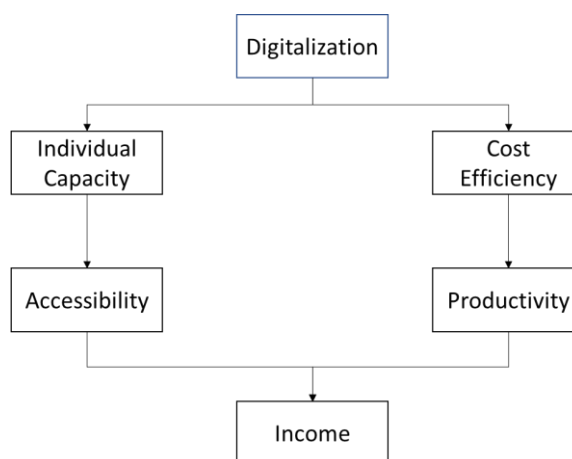 Digitalization
Individual
Capacity
Cost
Efficiency
Accessibility
Productivity
Income